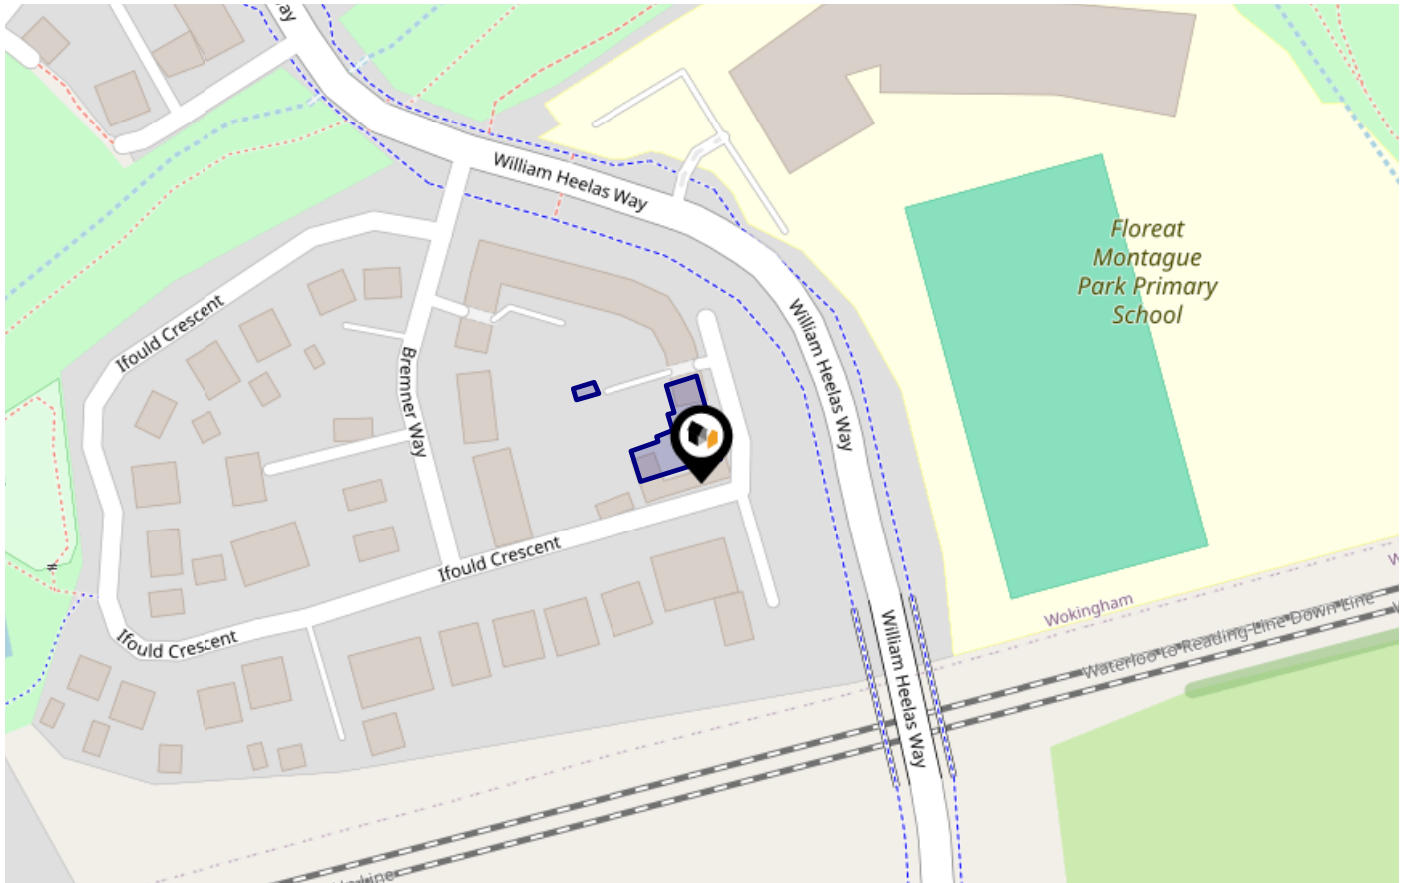 ay
William Heelas Way
Floreat
Montague
Park Primary
School
Ifould Crescent
William Heelas Way
Bremner Way
Ifould Crescent
Wokingham
Ifould Crescent
William Heelas Way
Waterloo to Reading Line Down Line